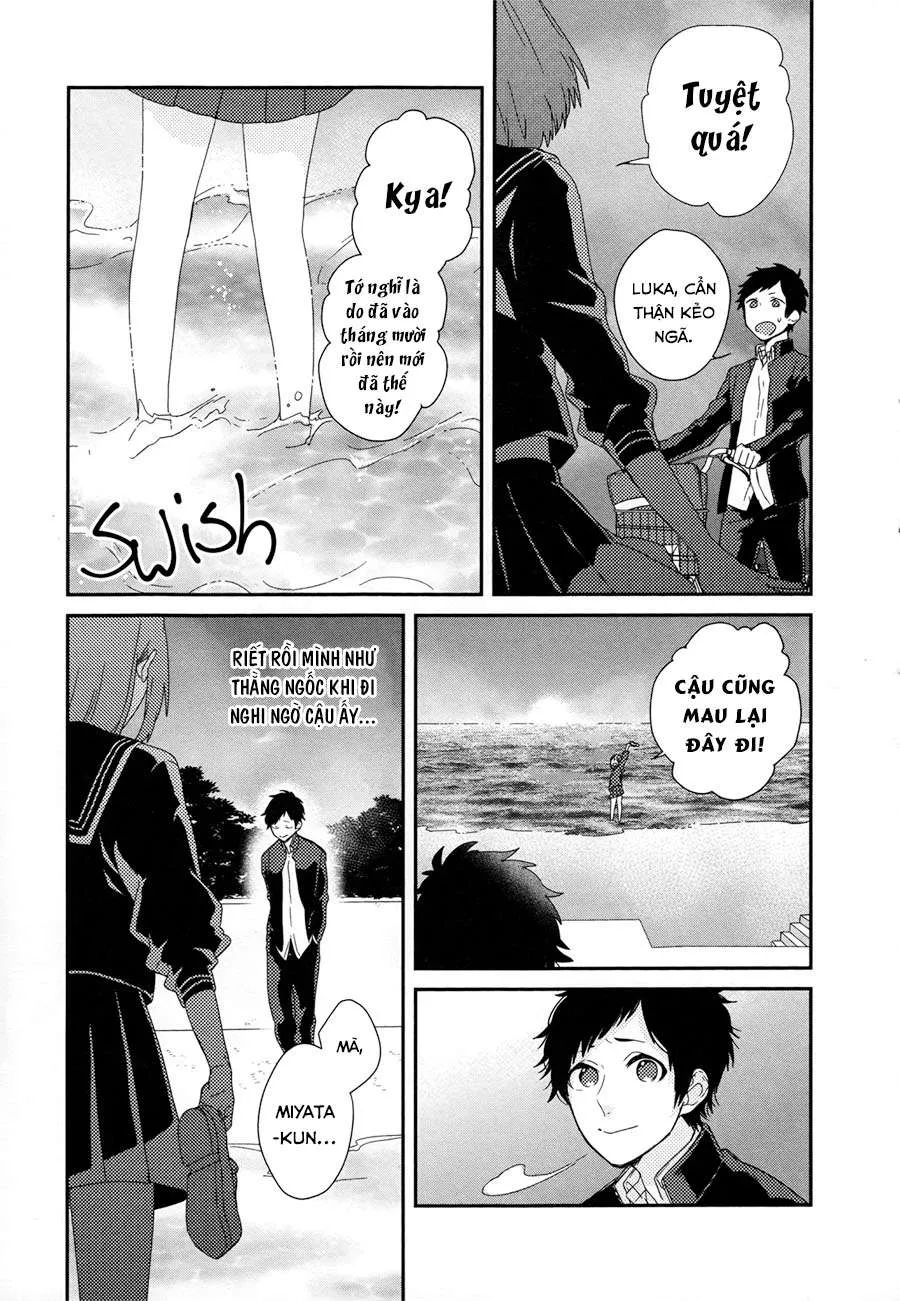 Tuyệt
quá!
LUKA, CẨN
THẬN KẺO
NGÃ.
Kya!
Tớ nghĩ là
do đã vào
tháng mười
rồi nên mới
đã thế
này!
Swish
CẬU CŨNG
MAU LẠI
ĐÂY ĐI!
RIẾT RỒI MÌNH NHƯ
THẰNG NGỐC KHI ĐI
NGHI NGỜ CẬU ẤY...
MÀ,
MIYATA
-KUN...